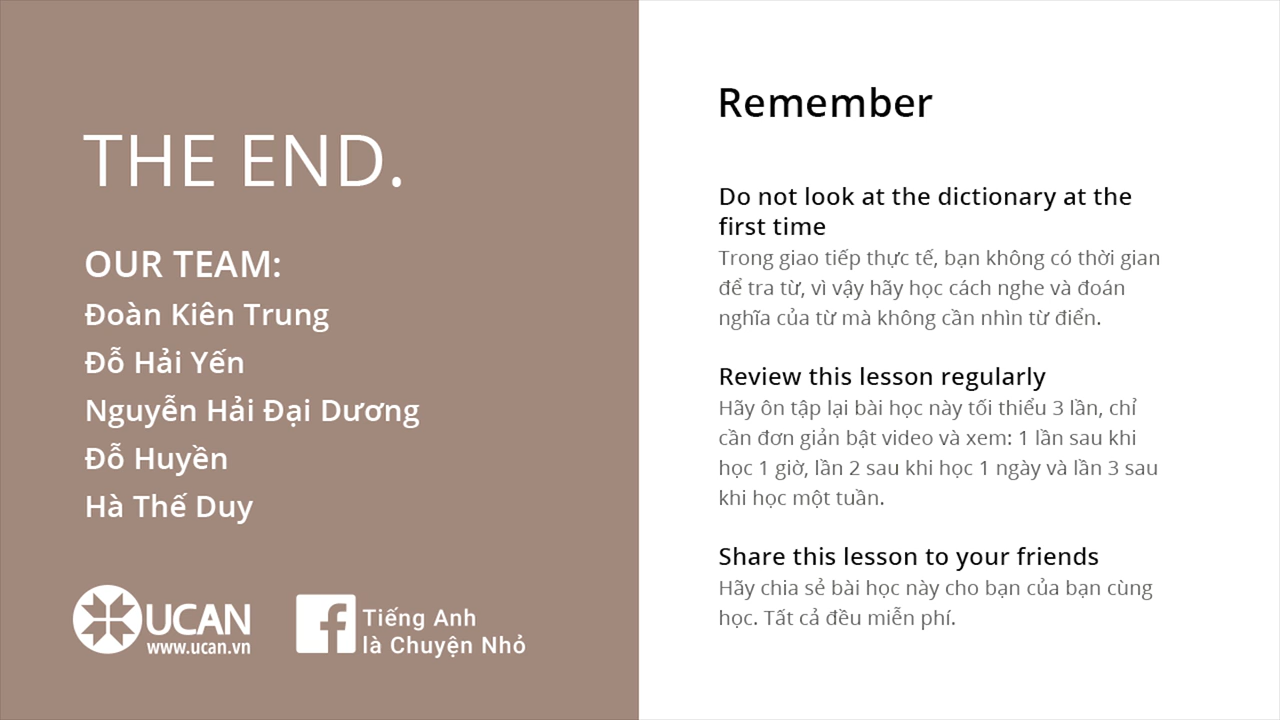 THE END.
OUR TEAM:
Đoàn Kiên Trung
Đỗ Hải Yến
Nguyễn Hải Đại Dương
Đỗ Huyền
Hà Thế Duy
UCAN
www.ucan.vn
Tiếng Anh
là Chuyện Nhỏ
Remember
Do not look at the dictionary at the
first time
Trong giao tiếp thực tế, bạn không có thời gian
để tra từ, vì vậy hãy học cách nghe và đoán
nghĩa của từ mà không cần nhìn từ điển.
Review this lesson regularly
Hãy ôn tập lại bài học này tối thiểu 3 lần, chỉ
cần đơn giản bật video và xem: 1 lần sau khi
học 1 giờ, lần 2 sau khi học 1 ngày và lần 3 sau
khi học một tuần.
Share this lesson to your friends
Hãy chia sẻ bài học này cho bạn của bạn cùng
học. Tất cả đều miễn phí.